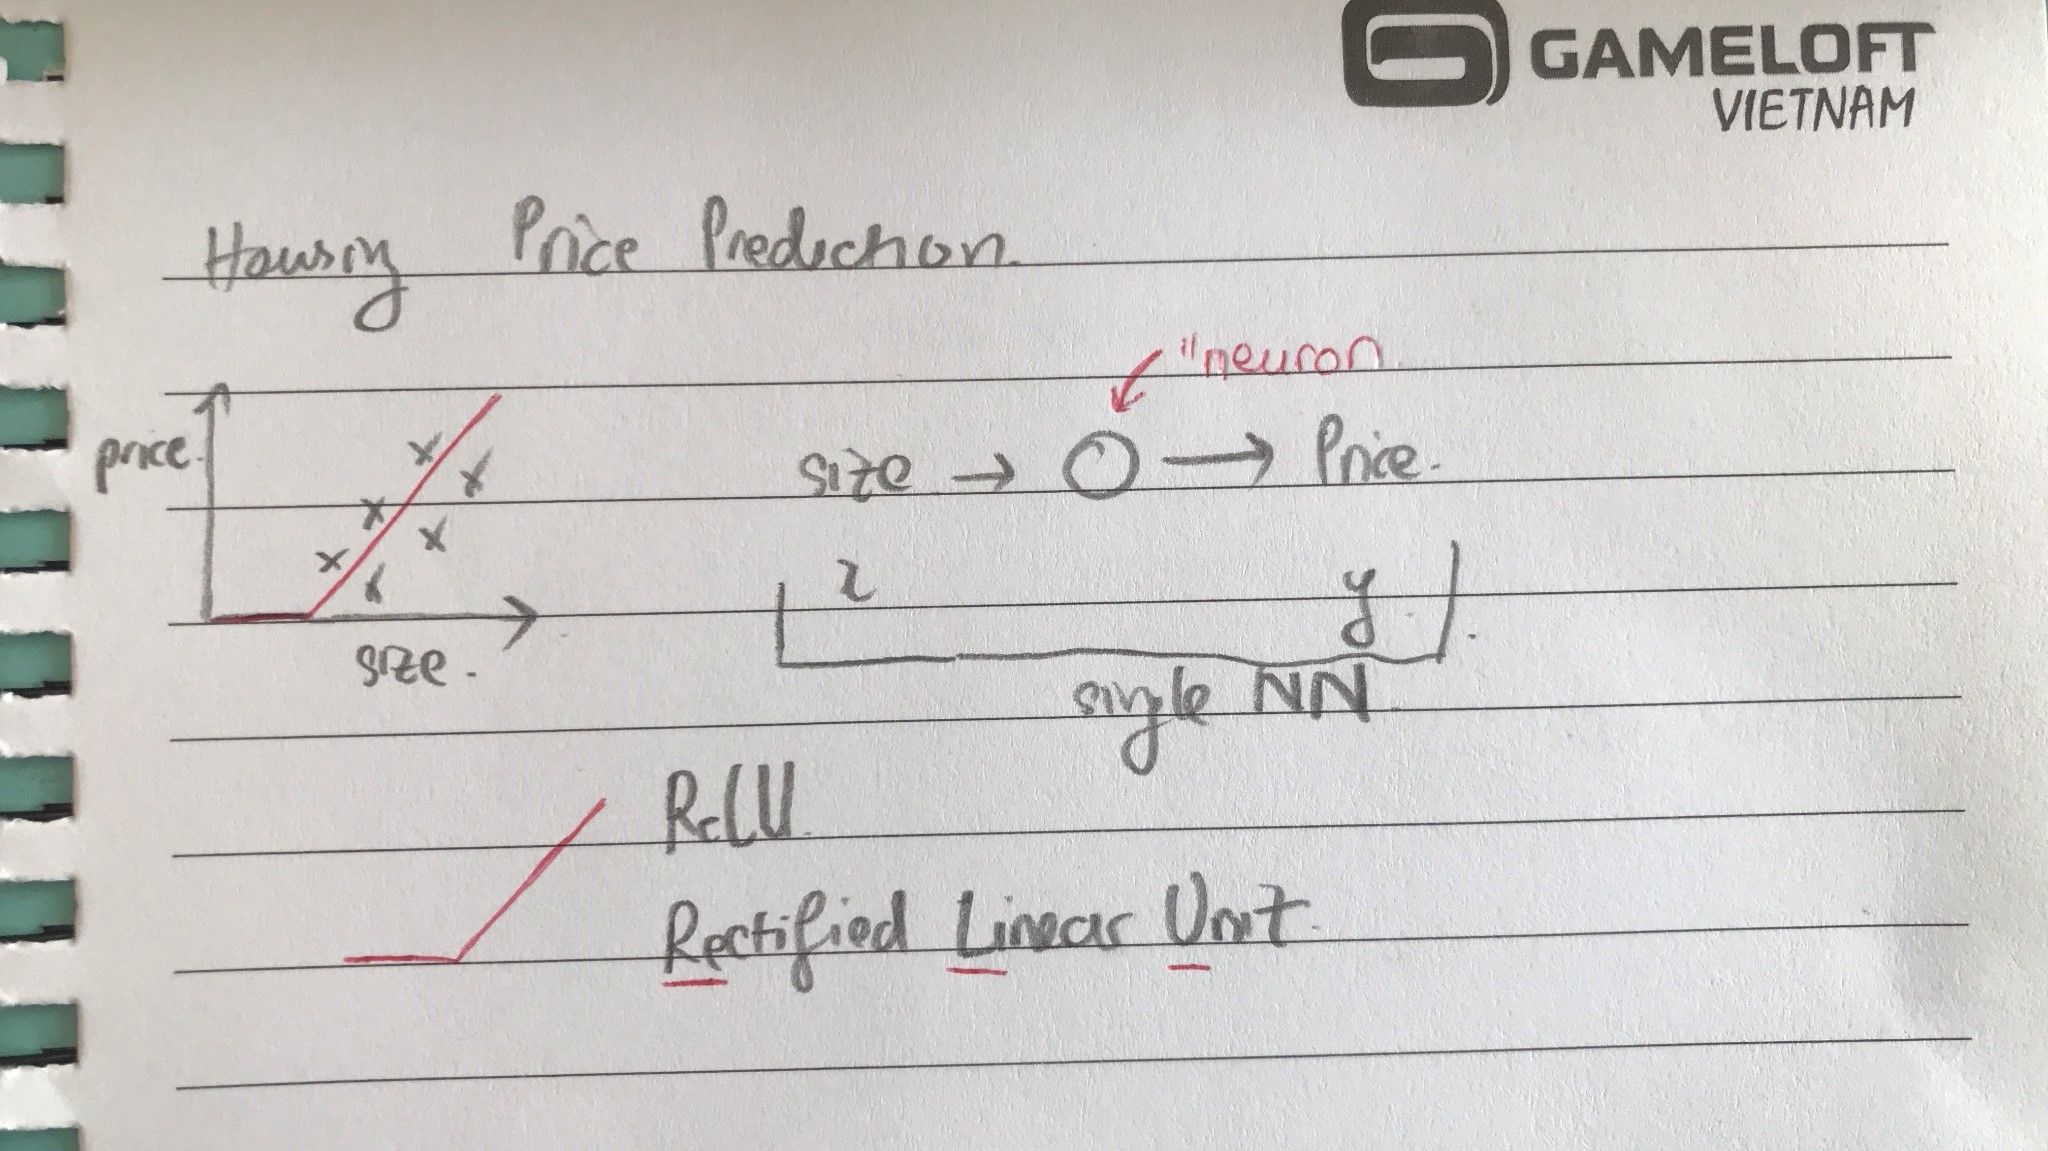 GAMELOFT
VIETNAM
Housing Price Prediction.
"neuron
price.
size → ○ → Price.
x
y
size.
single NN.
ReLU.
Rectified Linear Unit.